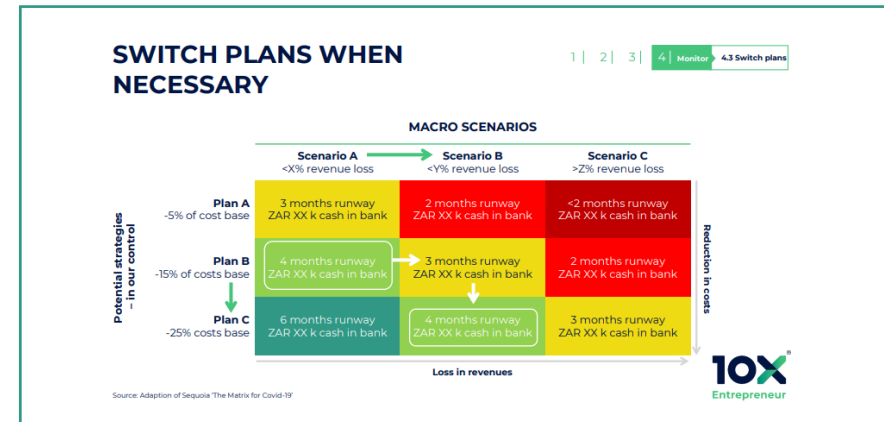 SWITCH PLANS WHEN
NECESSARY
1 | 2 | 3 | 4 | Monitor 4.3 Switch plans
MACRO SCENARIOS
Scenario A Scenario B Scenario C
<X% revenue loss <Y% revenue loss >Z% revenue loss
Potential strategies
– in our control
Plan A
-5% of cost base
3 months runway
ZAR XX k cash in bank
2 months runway
ZAR XX k cash in bank
<2 months runway
ZAR XX k cash in bank
Plan B
-15% of costs base
4 months runway
ZAR XX k cash in bank
3 months runway
ZAR XX k cash in bank
2 months runway
ZAR XX k cash in bank
Plan C
-25% costs base
6 months runway
ZAR XX k cash in bank
4 months runway
ZAR XX k cash in bank
3 months runway
ZAR XX k cash in bank
Reduction in costs
Loss in revenues
10X®
Entrepreneur
Source: Adaption of Sequoia 'The Matrix for Covid-19'